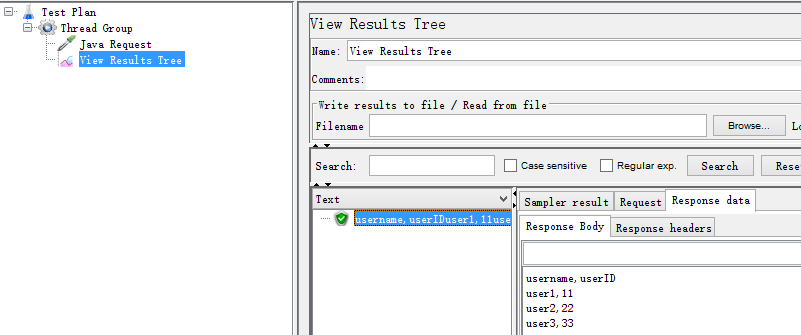 Test Plan
Thread Group
Java Request
View Results Tree
View Results Tree
Name: View Results Tree
Comments:
Write results to file / Read from file
Filename Browse... Lo
Search: Case sensitive Regular exp. Search Rese
Text
username,userIDuser1,11use
Sampler result Request Response data
Response Body Response headers
username,userID
user1,11
user2,22
user3,33